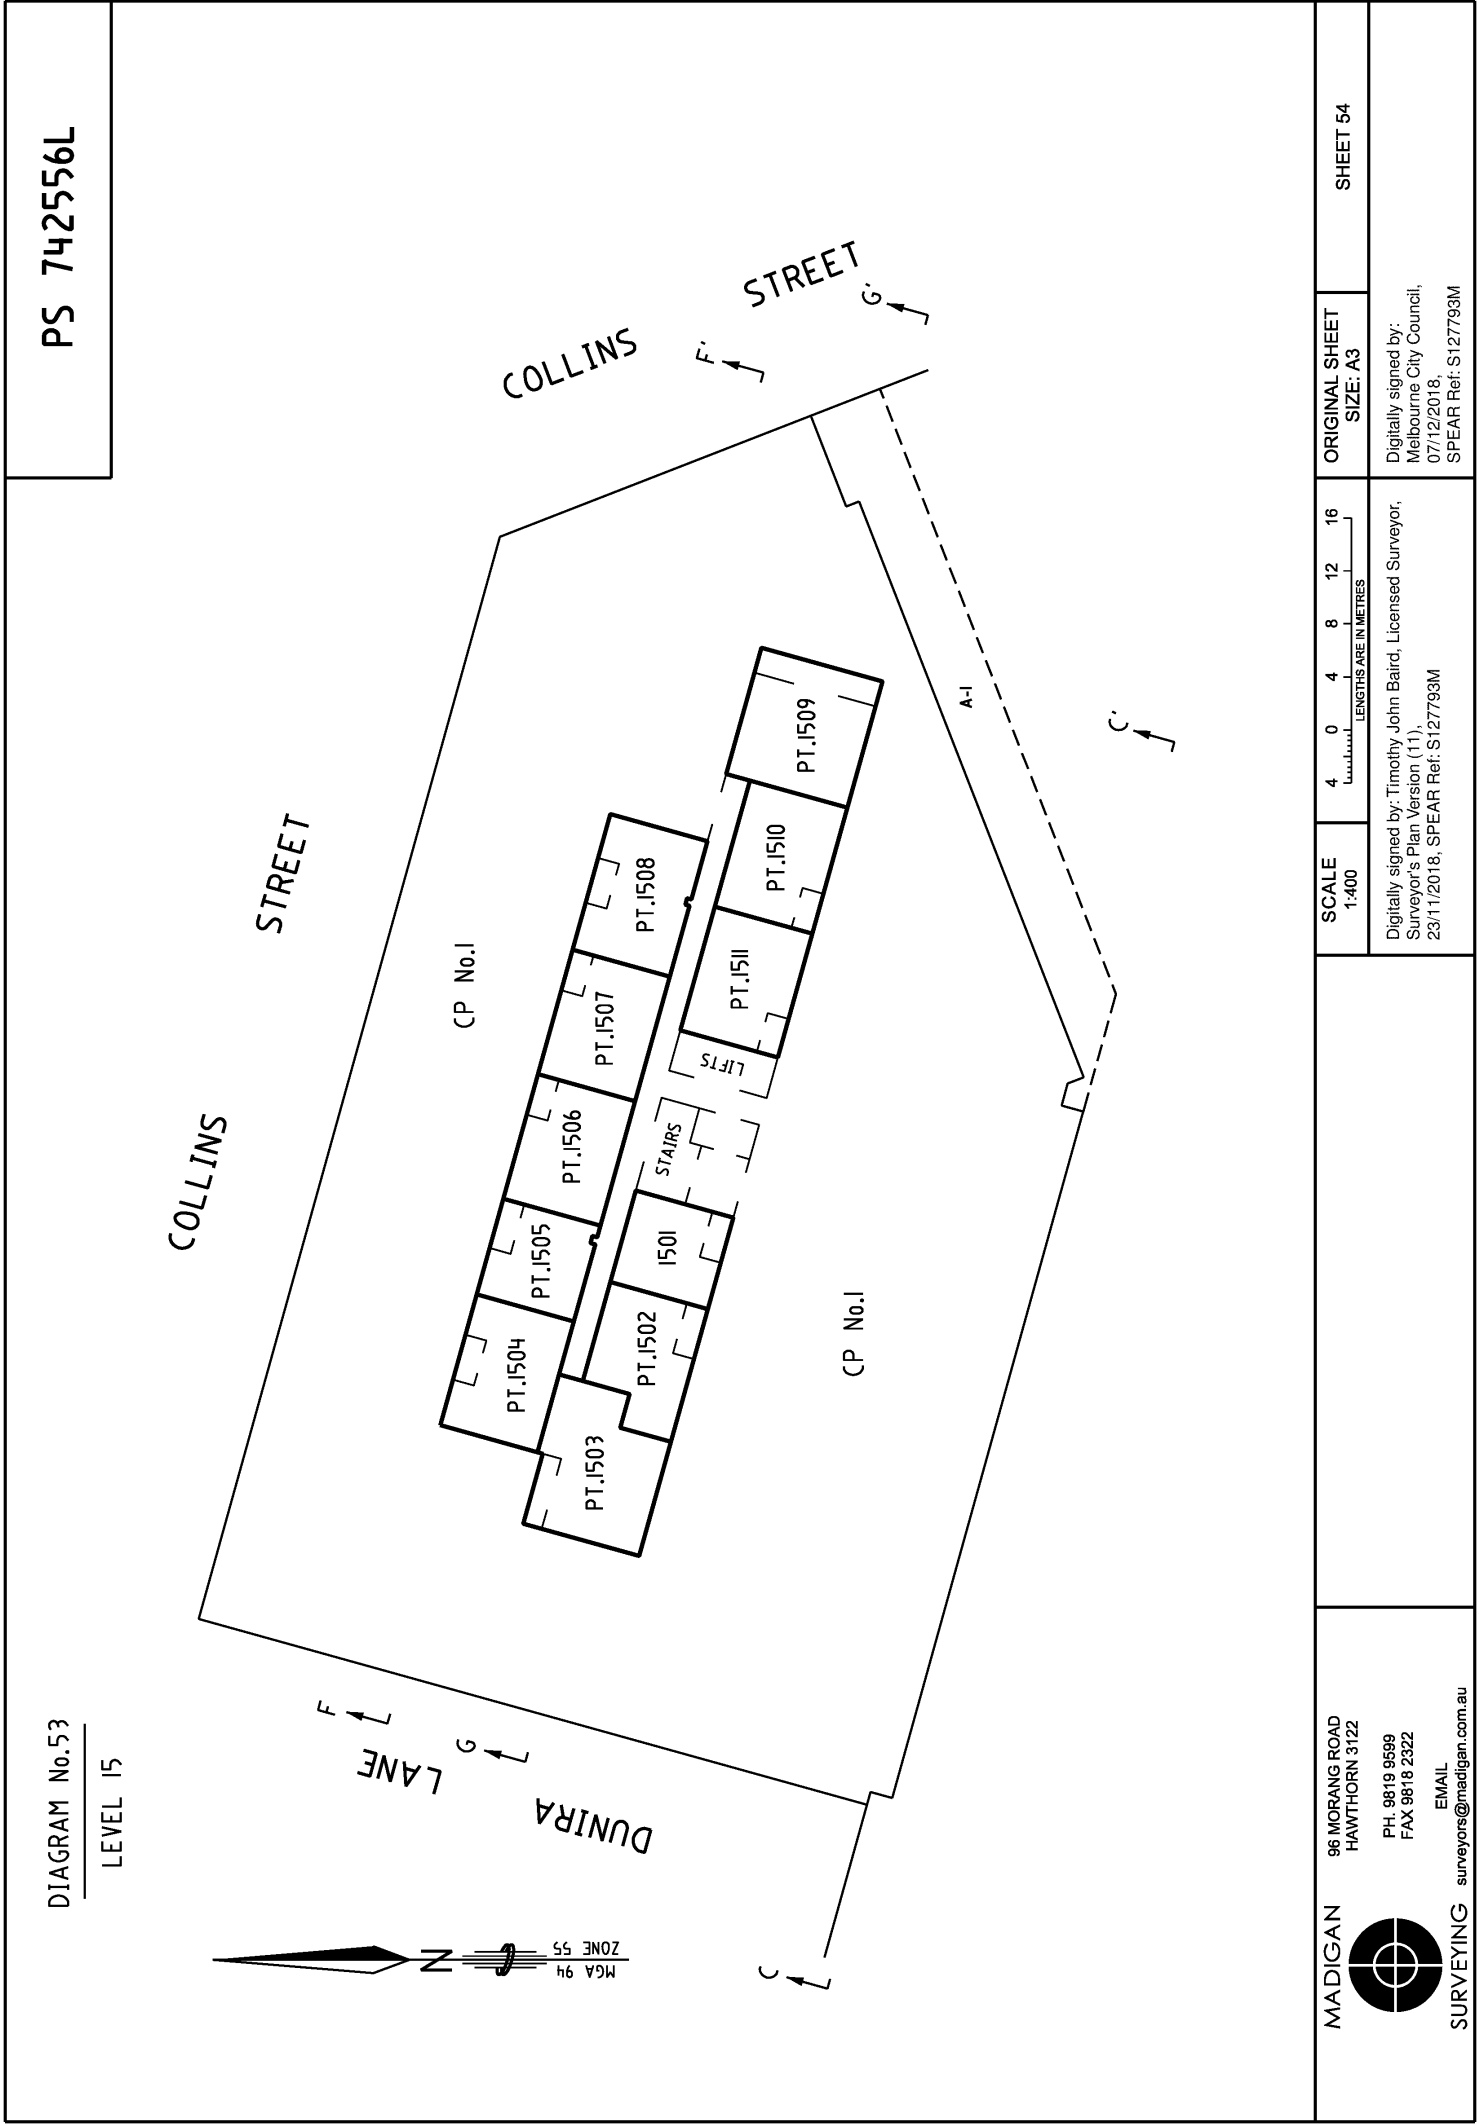 DIAGRAM No.53
LEVEL 15
PS 742556L
COLLINS
STREET
COLLINS
STREET
F
F'
G
G'
C
C'
DUNIRA
LANE
N
MGA 94
ZONE 55
CP No.1
PT.1504
PT.1505
PT.1506
PT.1507
PT.1508
PT.1503
PT.1502
1501
STAIRS
LIFTS
PT.1511
PT.1510
PT.1509
CP No.1
A-1
MADIGAN
SURVEYING
96 MORANG ROAD
HAWTHORN 3122
PH. 9819 9599
FAX 9818 2322
EMAIL
surveyors@madigan.com.au
SCALE
1:400
4 0 4 8 12 16
LENGTHS ARE IN METRES
ORIGINAL SHEET
SIZE: A3
SHEET 54
Digitally signed by: Timothy John Baird, Licensed Surveyor,
Surveyor's Plan Version (11),
23/11/2018, SPEAR Ref: S127793M
Digitally signed by:
Melbourne City Council,
07/12/2018,
SPEAR Ref: S127793M